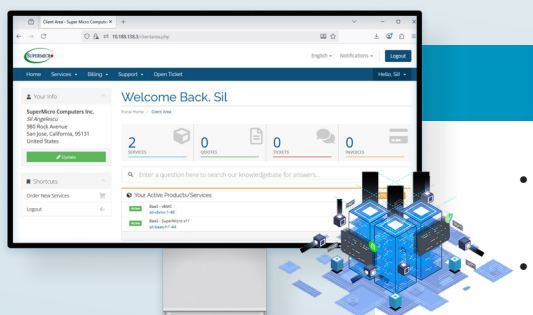 Client Area - Super Micro Compute
10.188.138.3/clientarea.php
SUPERMICRO
English
Notifications
Logout
Home Services Billing Support Open Ticket
Hello, Sil!
Your Info
SuperMicro Computers Inc.
Sil Angelescu
980 Rock Avenue
San Jose, California, 95131
United States
Update
Shortcuts
Order New Services
Logout
Welcome Back, Sil
Portal Home / Client Area
2
SERVICES
0
QUOTES
0
TICKETS
0
INVOICES
Enter a question here to search our knowledgebase for answers...
Your Active Products/Services
Active
Active